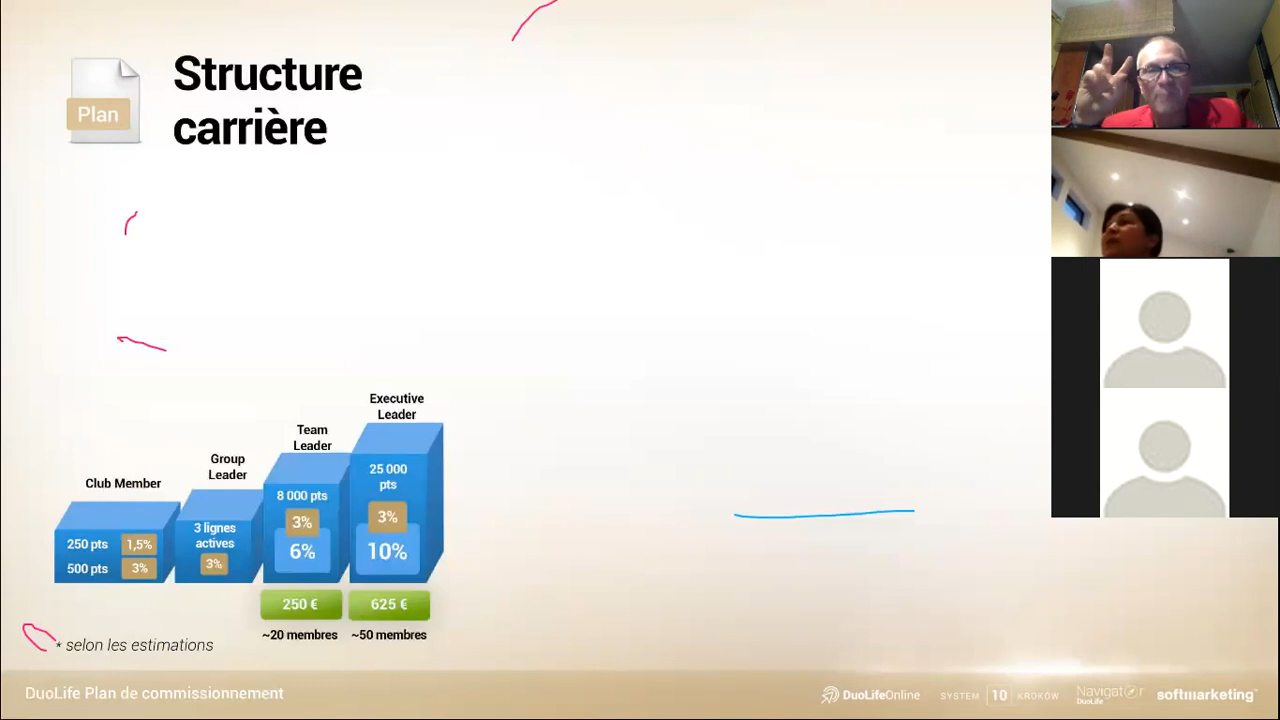 Plan
Structure
carrière
Executive
Leader
Team
Leader
Group
Leader
Club Member
25 000
pts
8 000 pts
3%
3%
3 lignes
actives
250 pts 1,5%
6%
10%
3%
500 pts 3%
250 €
625 €
~20 membres
~50 membres
* selon les estimations
DuoLife Plan de commissionnement
DuoLifeOnline
SYSTEM 10 KROKÓW
Navigator
DuoLife
softmarketing